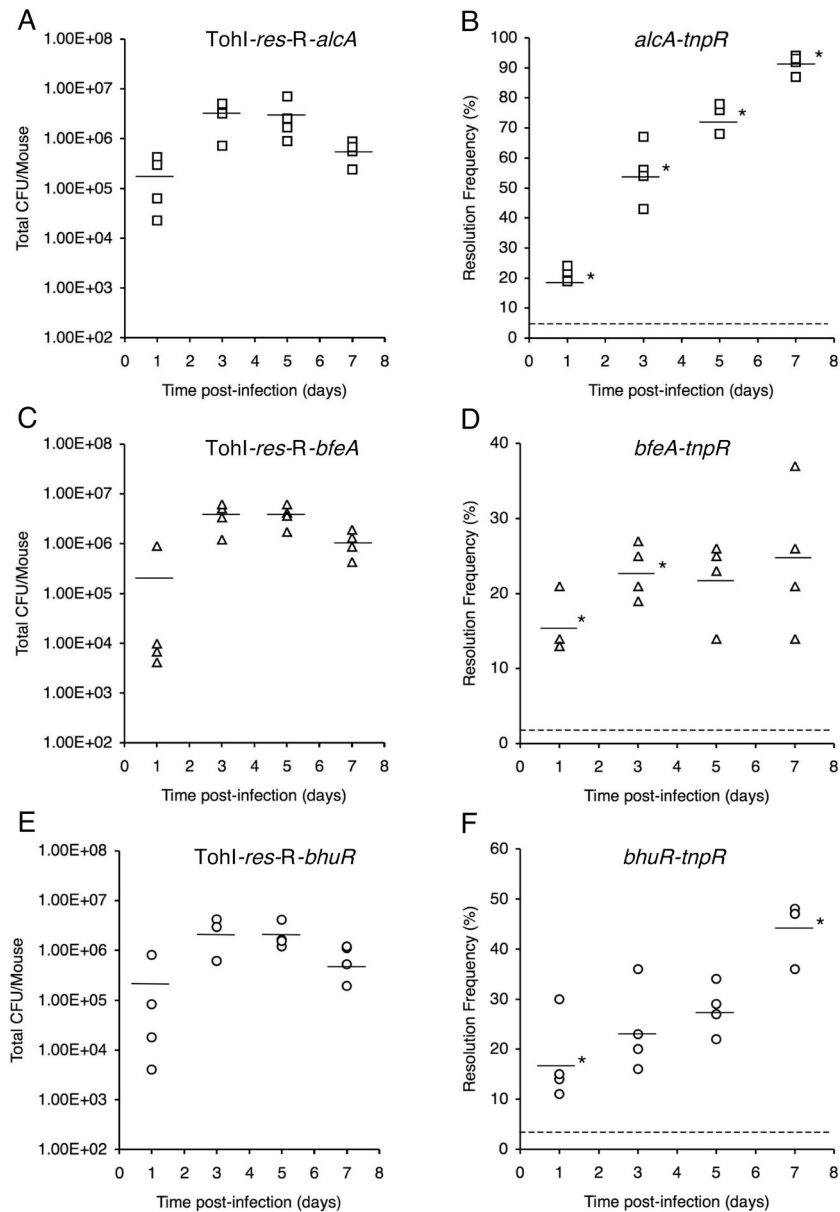 A
TohI-res-R-alcA
1.00E+08
1.00E+07
1.00E+06
1.00E+05
1.00E+04
1.00E+03
1.00E+02
Total CFU/Mouse
0 1 2 3 4 5 6 7 8
Time post-infection (days)
B
alcA-tnpR
100
90
80
70
60
50
40
30
20
10
0
Resolution Frequency (%)
* * * *
0 1 2 3 4 5 6 7 8
Time post-infection (days)
C
TohI-res-R-bfeA
1.00E+08
1.00E+07
1.00E+06
1.00E+05
1.00E+04
1.00E+03
1.00E+02
Total CFU/Mouse
0 1 2 3 4 5 6 7 8
Time post-infection (days)
D
bfeA-tnpR
40
30
20
10
0
Resolution Frequency (%)
* *
0 1 2 3 4 5 6 7 8
Time post-infection (days)
E
TohI-res-R-bhuR
1.00E+08
1.00E+07
1.00E+06
1.00E+05
1.00E+04
1.00E+03
1.00E+02
Total CFU/Mouse
0 1 2 3 4 5 6 7 8
Time post-infection (days)
F
bhuR-tnpR
60
50
40
30
20
10
0
Resolution Frequency (%)
* *
0 1 2 3 4 5 6 7 8
Time post-infection (days)